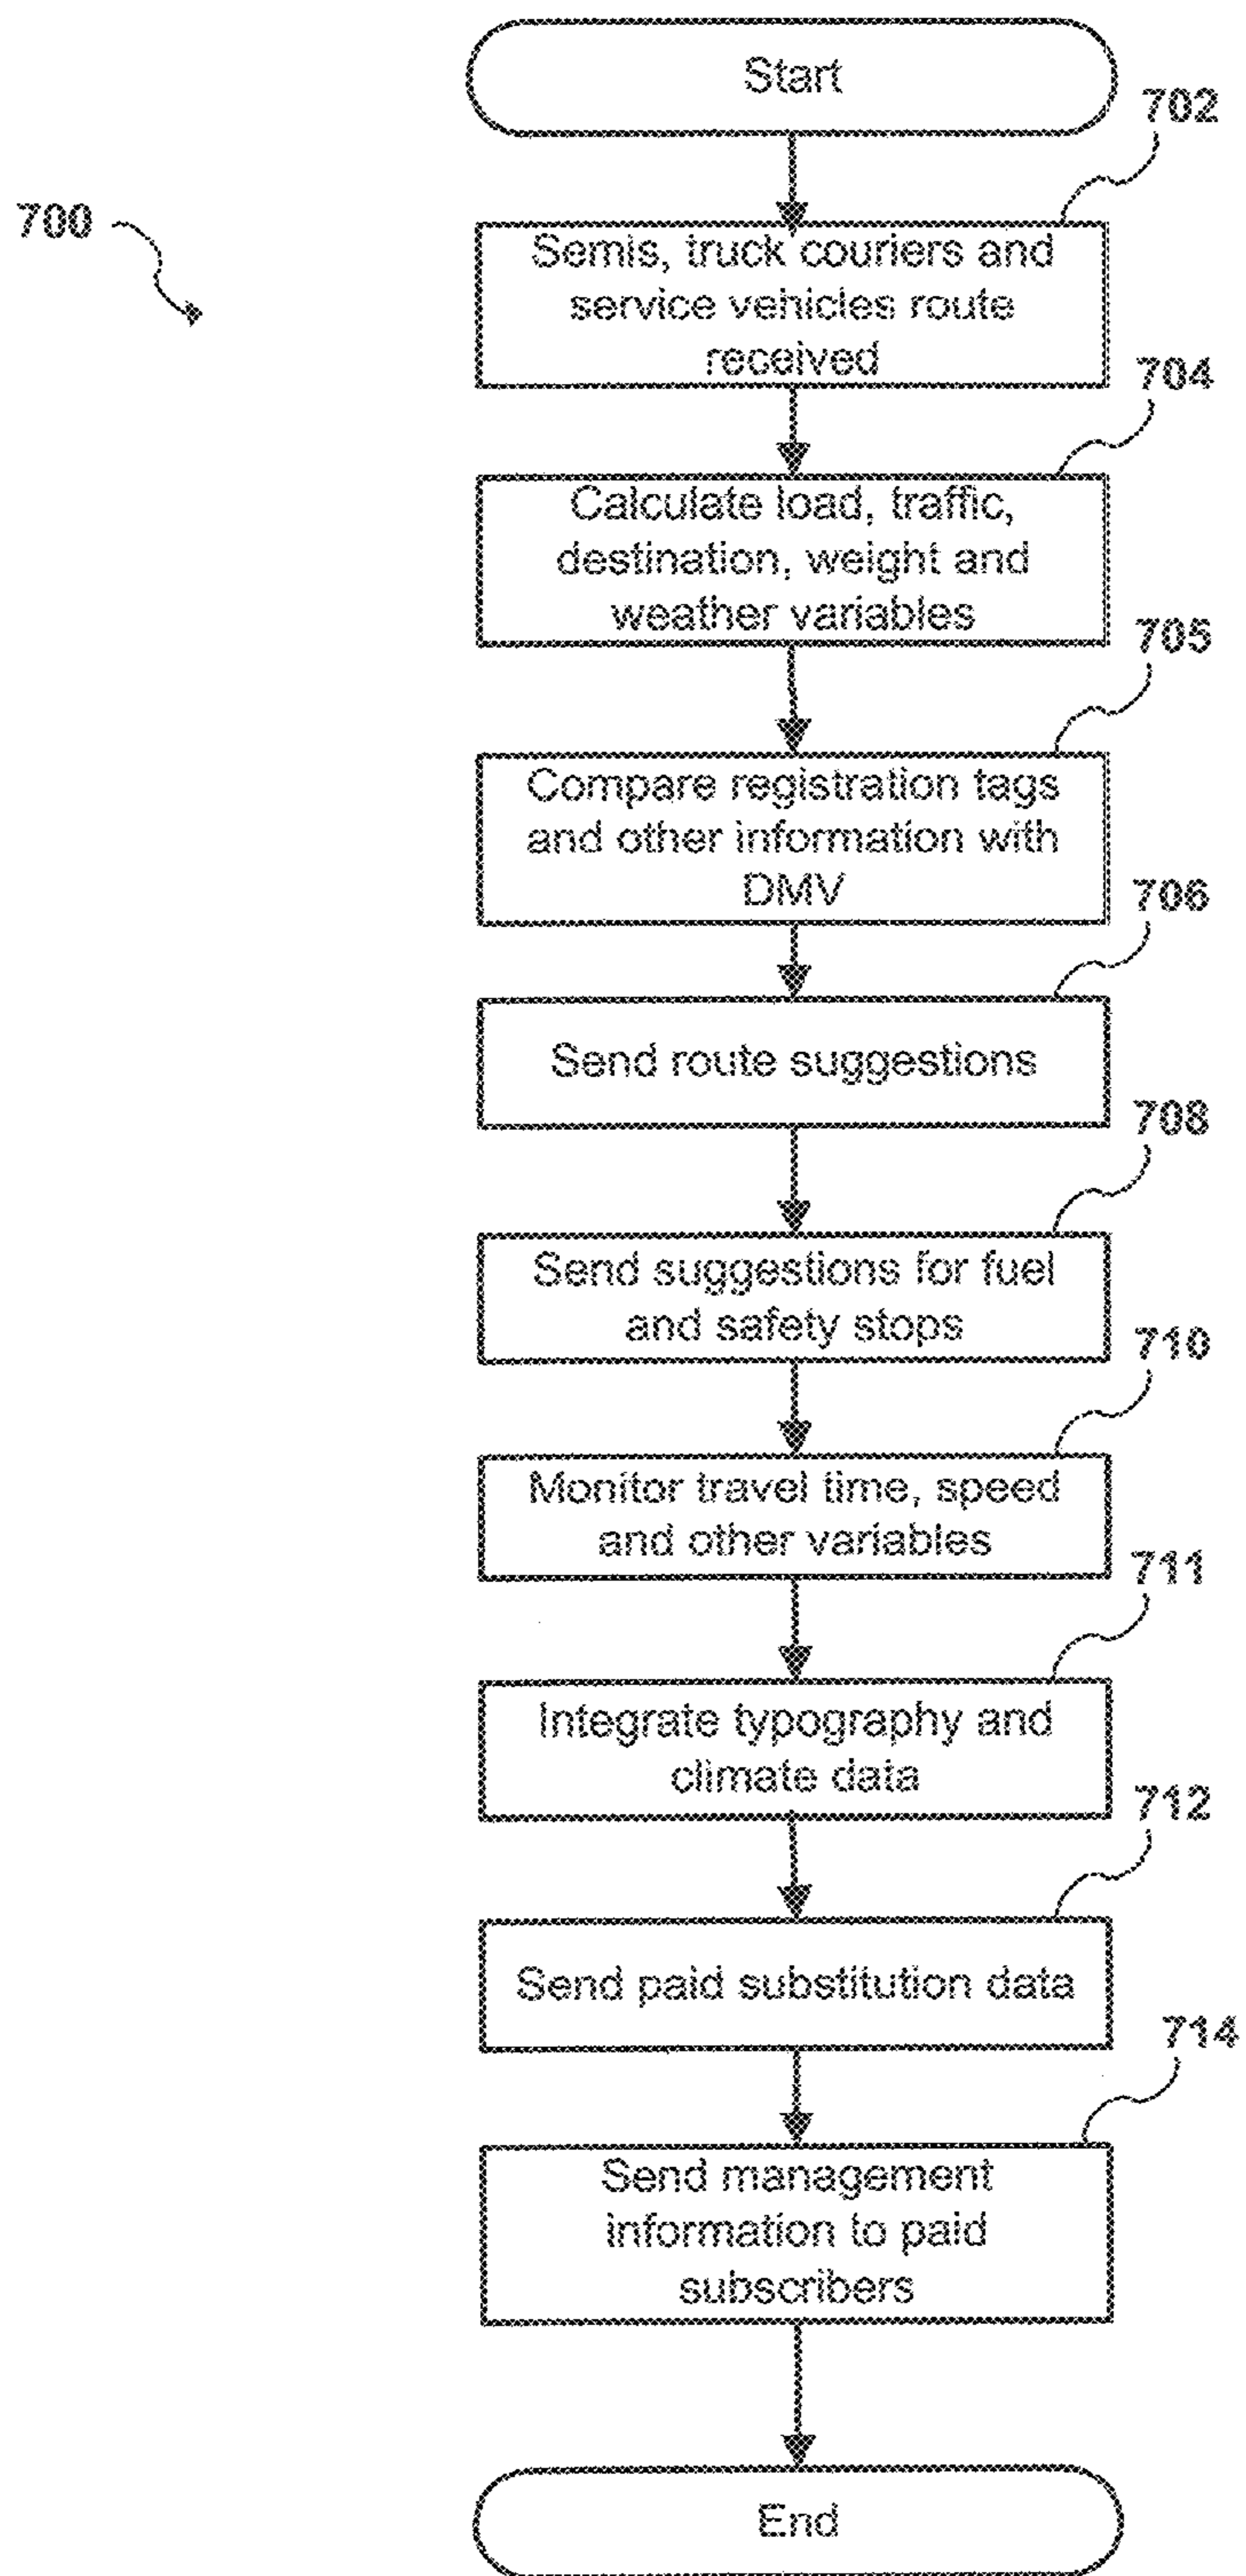 Start
702
700
Semis, truck couriers and
service vehicles route
received
704
Calculate load, traffic,
destination, weight and
weather variables
705
Compare registration tags
and other information with
DMV
706
Send route suggestions
708
Send suggestions for fuel
and safety stops
710
Monitor travel time, speed
and other variables
711
Integrate typography and
climate data
712
Send paid substitution data
714
Send management
information to paid
subscribers
End